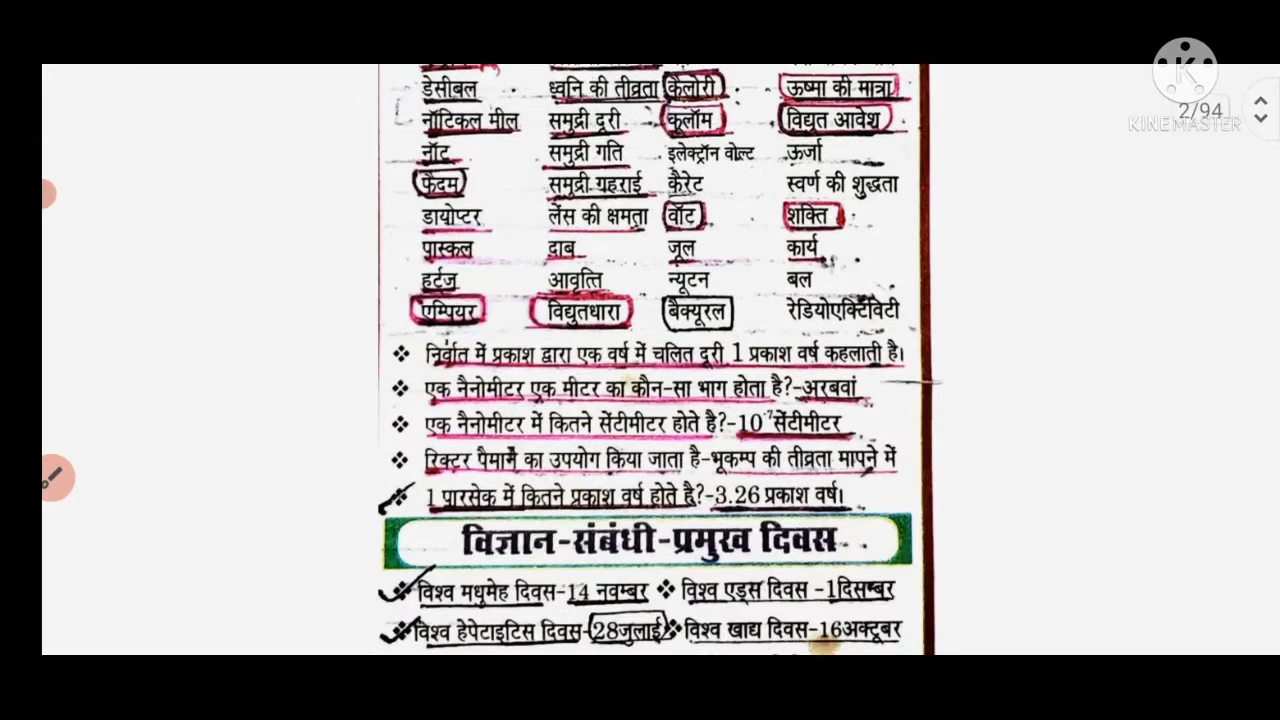 डेसीबल ध्वनि की तीव्रता कैलोरी ऊष्मा की मात्रा
नॉटिकल मील समुद्री दूरी कूलॉम विद्युत आवेश
2/94
KINEMASTER
नॉट समुद्री गति इलेक्ट्रॉन वोल्ट ऊर्जा
फैदम समुद्री गहराई कैरेट स्वर्ण की शुद्धता
डायोप्टर लेंस की क्षमता वॉट शक्ति
पास्कल दाब जूल कार्य
हर्ट्ज आवृत्ति न्यूटन बल
एम्पियर विद्युतधारा बैक्यूरल रेडियोएक्टिविटी
❖ निर्वात में प्रकाश द्वारा एक वर्ष में चलित दूरी 1 प्रकाश वर्ष कहलाती है।
❖ एक नैनोमीटर एक मीटर का कौन-सा भाग होता है?-अरबवां
❖ एक नैनोमीटर में कितने सेंटीमीटर होते है?-10⁻⁷सेंटीमीटर
❖ रिक्टर पैमाने का उपयोग किया जाता है-भूकम्प की तीव्रता मापने में
❖ 1 पारसेक में कितने प्रकाश वर्ष होते है?-3.26 प्रकाश वर्ष।
विज्ञान-संबंधी-प्रमुख दिवस
❖ विश्व मधुमेह दिवस-14 नवम्बर ❖ विश्व एड्स दिवस -1दिसम्बर
❖ विश्व हेपेटाइटिस दिवस-28जुलाई ❖ विश्व खाद्य दिवस-16अक्टूबर